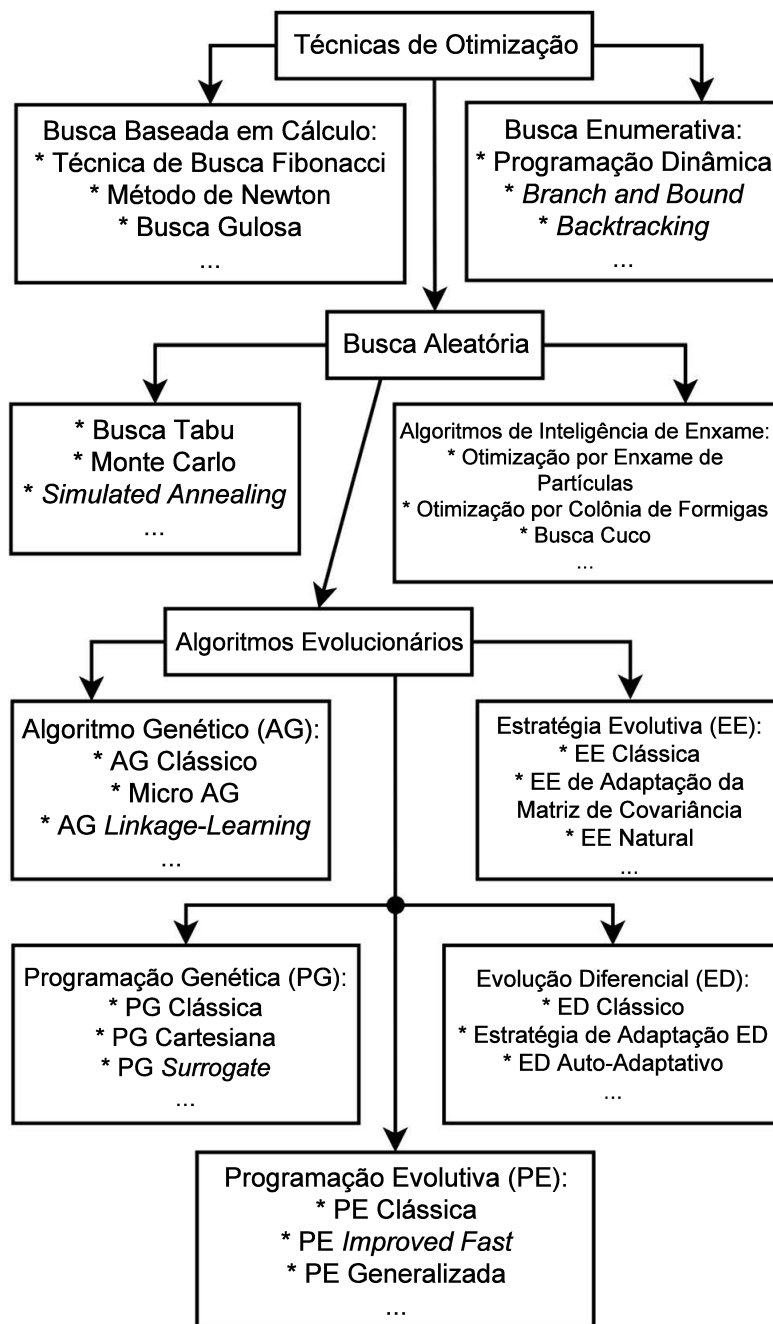 Técnicas de Otimização
Busca Baseada em Cálculo:
* Técnica de Busca Fibonacci
* Método de Newton
* Busca Gulosa
...
Busca Enumerativa:
* Programação Dinâmica
* Branch and Bound
* Backtracking
...
Busca Aleatória
* Busca Tabu
* Monte Carlo
* Simulated Annealing
...
Algoritmos de Inteligência de Enxame:
* Otimização por Enxame de
Partículas
* Otimização por Colônia de Formigas
* Busca Cuco
...
Algoritmos Evolucionários
Algoritmo Genético (AG):
* AG Clássico
* Micro AG
* AG Linkage-Learning
...
Estratégia Evolutiva (EE):
* EE Clássica
* EE de Adaptação da
Matriz de Covariância
* EE Natural
...
Programação Genética (PG):
* PG Clássica
* PG Cartesiana
* PG Surrogate
...
Evolução Diferencial (ED):
* ED Clássico
* Estratégia de Adaptação ED
* ED Auto-Adaptativo
...
Programação Evolutiva (PE):
* PE Clássica
* PE Improved Fast
* PE Generalizada
...